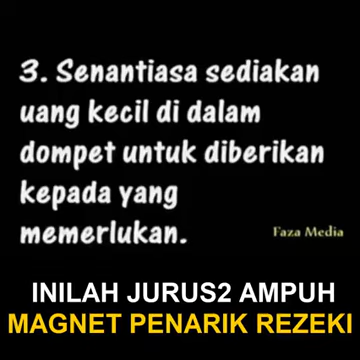 3. Senantiasa sediakan
uang kecil di dalam
dompet untuk diberikan
kepada yang
memerlukan.
Faza Media
INILAH JURUS2 AMPUH
MAGNET PENARIK REZEKI